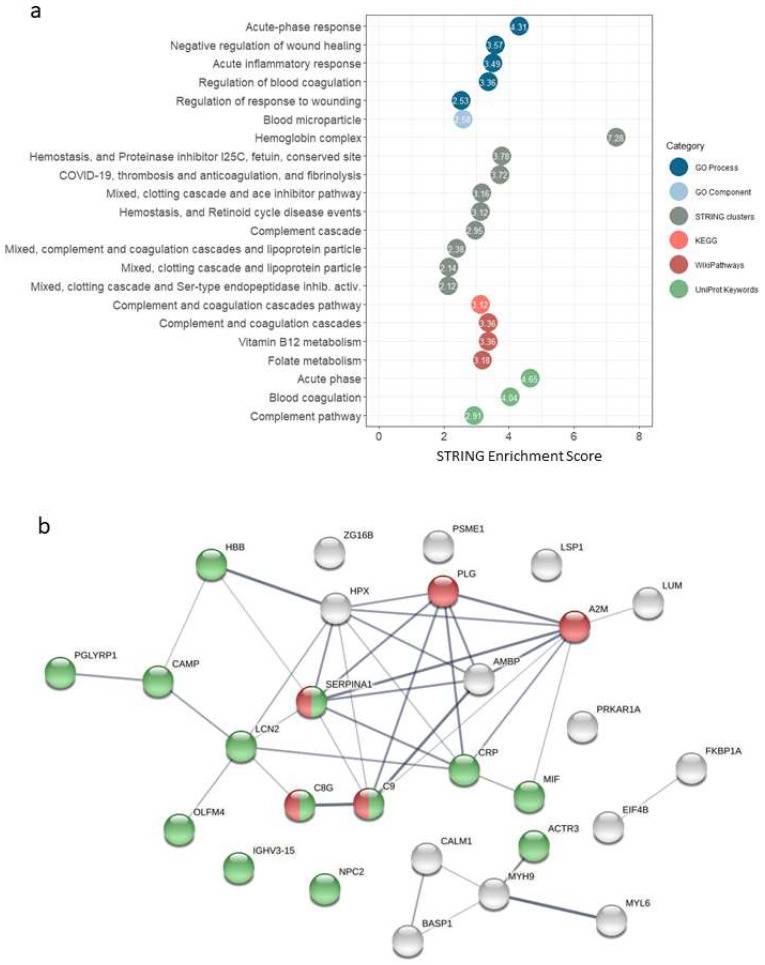 a
Acute-phase response 4.31
Negative regulation of wound healing 3.57
Acute inflammatory response 3.49
Regulation of blood coagulation 3.36
Regulation of response to wounding 2.53
Blood microparticle
Hemoglobin complex 7.28
Hemostasis, and Proteinase inhibitor I25C, fetuin, conserved site 3.78
COVID-19, thrombosis and anticoagulation, and fibrinolysis 3.72
Mixed, clotting cascade and ace inhibitor pathway 3.16
Hemostasis, and Retinoid cycle disease events 3.12
Complement cascade 2.95
Mixed, complement and coagulation cascades and lipoprotein particle 2.38
Mixed, clotting cascade and lipoprotein particle 2.14
Mixed, clotting cascade and Ser-type endopeptidase inhib. activ. 2.12
Complement and coagulation cascades pathway 3.12
Complement and coagulation cascades 3.36
Vitamin B12 metabolism 3.36
Folate metabolism 3.18
Acute phase 4.65
Blood coagulation 4.04
Complement pathway 2.91
0 2 4 6 8
STRING Enrichment Score
Category
GO Process
GO Component
STRING clusters
KEGG
WikiPathways
UniProt Keywords
b
HBB
ZG16B
PSME1
LSP1
HPX
PLG
A2M
LUM
PGLYRP1
CAMP
SERPINA1
AMBP
PRKAR1A
LCN2
CRP
FKBP1A
C8G
C9
MIF
OLFM4
EIF4B
IGHV3-15
NPC2
CALM1
ACTR3
MYH9
MYL6
BASP1